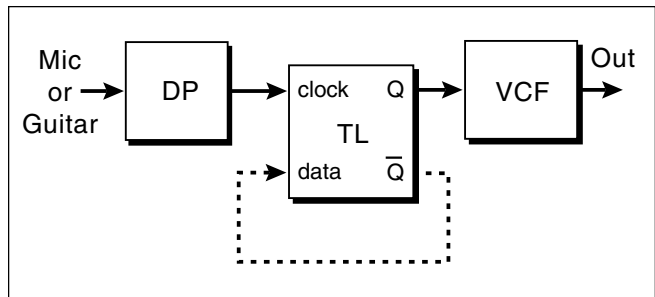 Mic
or
Guitar
DP
clock Q
TL
data Q̅
VCF
Out